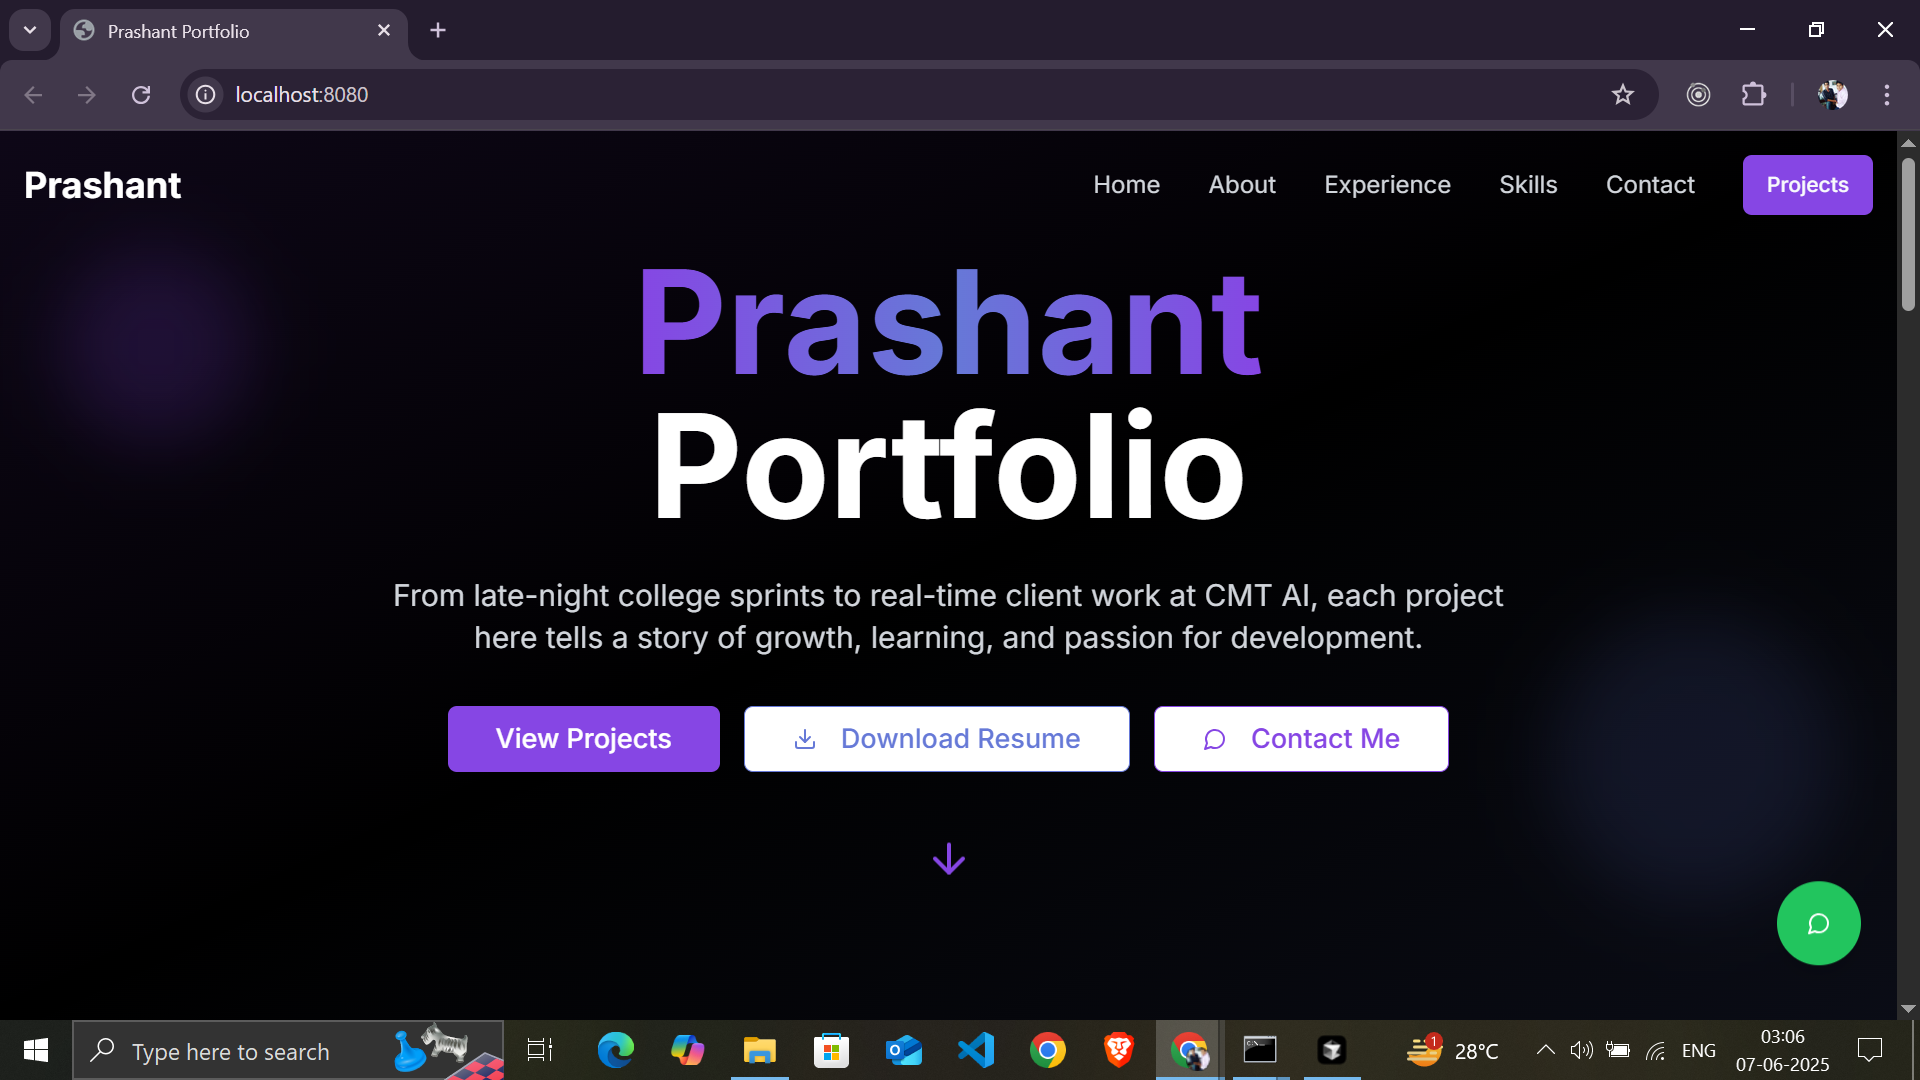 Prashant Portfolio
localhost:8080
Prashant
Home
About
Experience
Skills
Contact
Projects
Prashant
Portfolio
From late-night college sprints to real-time client work at CMT AI, each project
here tells a story of growth, learning, and passion for development.
View Projects
Download Resume
Contact Me
Type here to search
1
28°C
ENG
03:06
07-06-2025